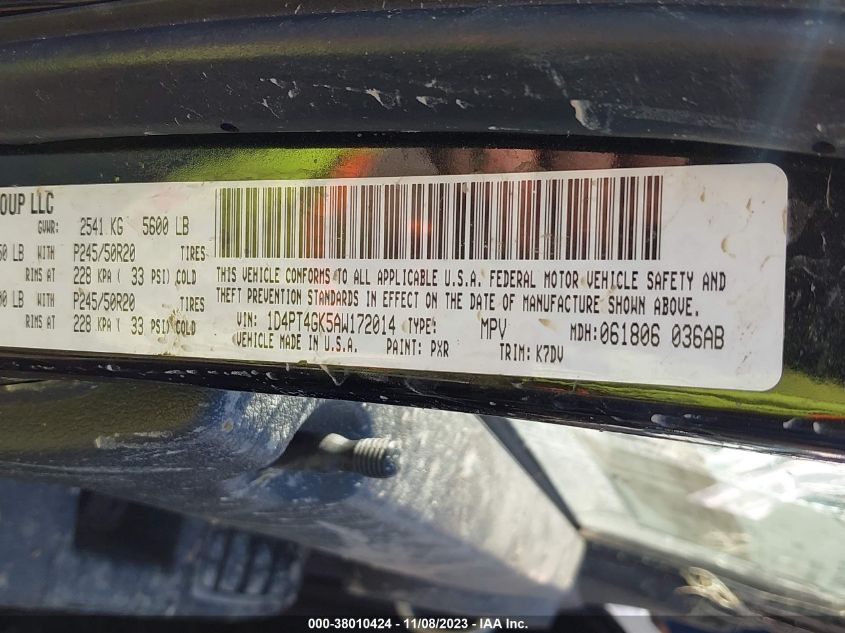 OUP LLC
GVWR: 2541 KG 5600 LB
LB WITH P245/50R20 TIRES
RIMS AT 228 KPA ( 33 PSI) COLD
LB WITH P245/50R20 TIRES
RIMS AT 228 KPA ( 33 PSI) COLD
THIS VEHICLE CONFORMS TO ALL APPLICABLE U.S.A. FEDERAL MOTOR VEHICLE SAFETY AND
THEFT PREVENTION STANDARDS IN EFFECT ON THE DATE OF MANUFACTURE SHOWN ABOVE.
VIN: 1D4PT4GK5AW172014 TYPE: MPV MDH:061806 036AB
VEHICLE MADE IN U.S.A. PAINT: PXR TRIM: K7DV
000-38010424 - 11/08/2023 - IAA Inc.